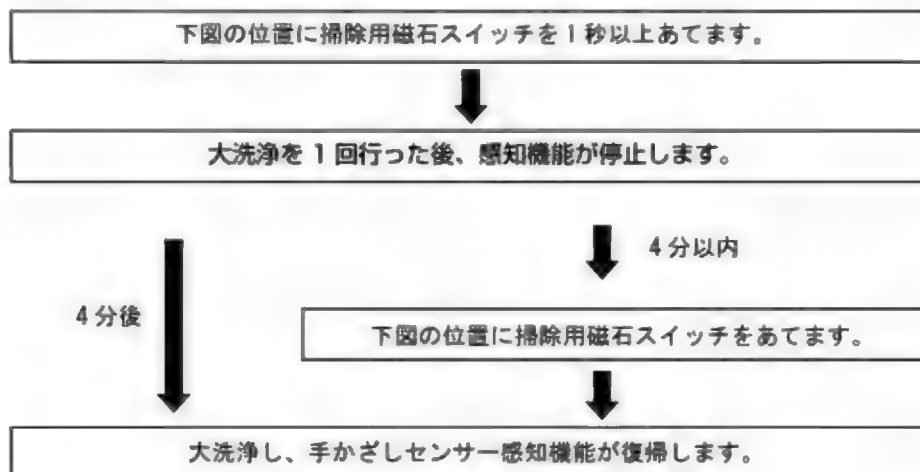 下図の位置に掃除用磁石スイッチを1秒以上あてます。
大洗浄を1回行った後、感知機能が停止します。
4分以内
4分後
下図の位置に掃除用磁石スイッチをあてます。
大洗浄し、手かざしセンサー感知機能が復帰します。